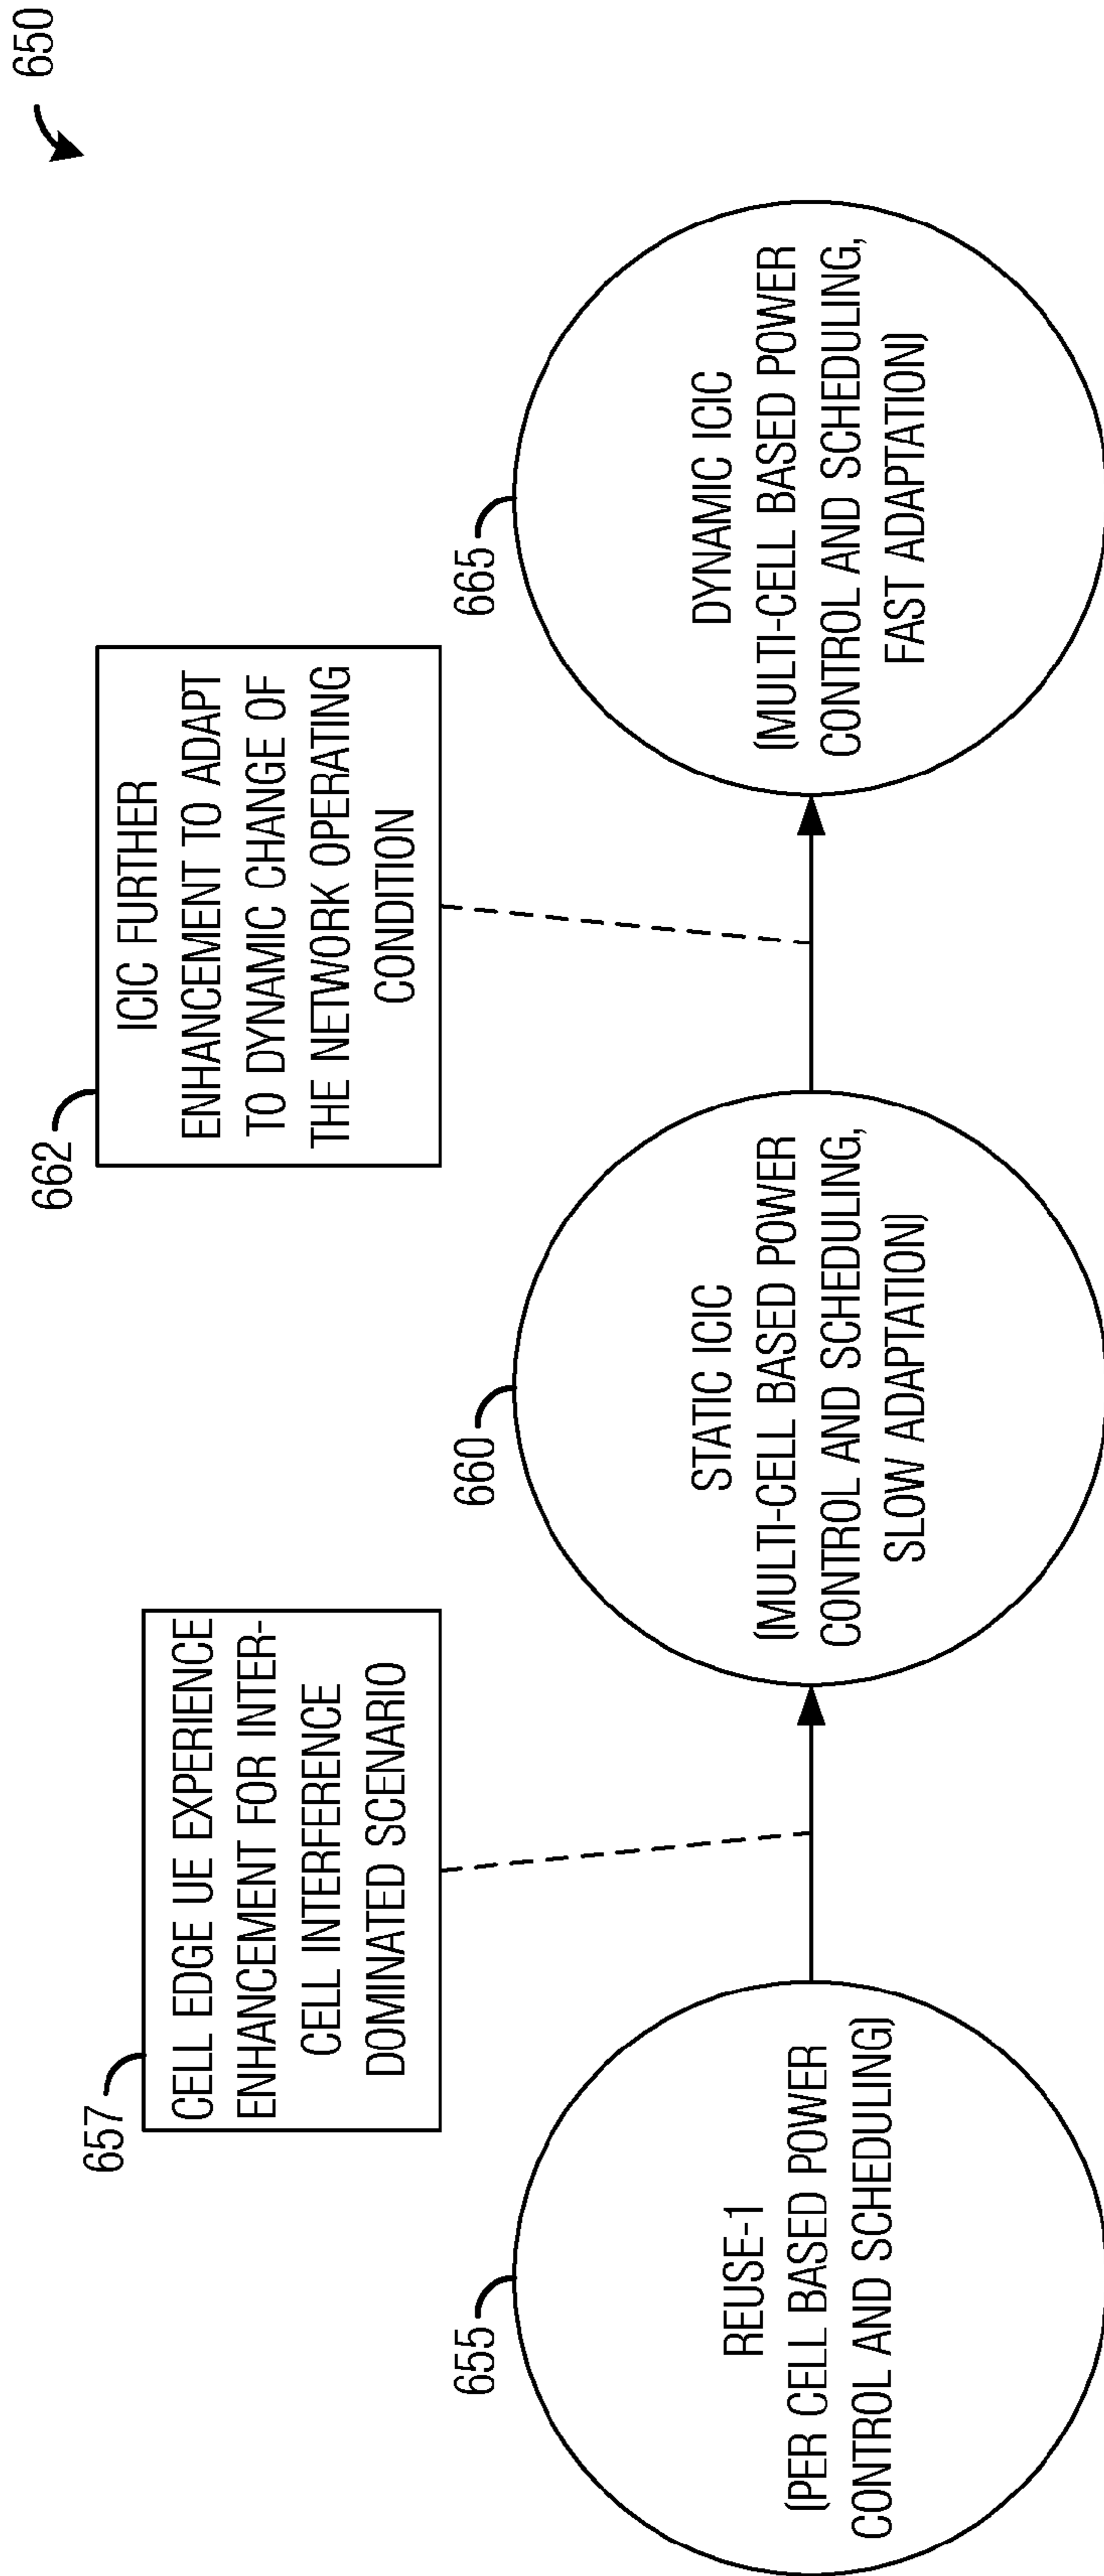 650
657
CELL EDGE UE EXPERIENCE
ENHANCEMENT FOR INTER-
CELL INTERFERENCE
DOMINATED SCENARIO
662
ICIC FURTHER
ENHANCEMENT TO ADAPT
TO DYNAMIC CHANGE OF
THE NETWORK OPERATING
CONDITION
655
REUSE-1
(PER CELL BASED POWER
CONTROL AND SCHEDULING)
660
STATIC ICIC
(MULTI-CELL BASED POWER
CONTROL AND SCHEDULING,
SLOW ADAPTATION)
665
DYNAMIC ICIC
(MULTI-CELL BASED POWER
CONTROL AND SCHEDULING,
FAST ADAPTATION)